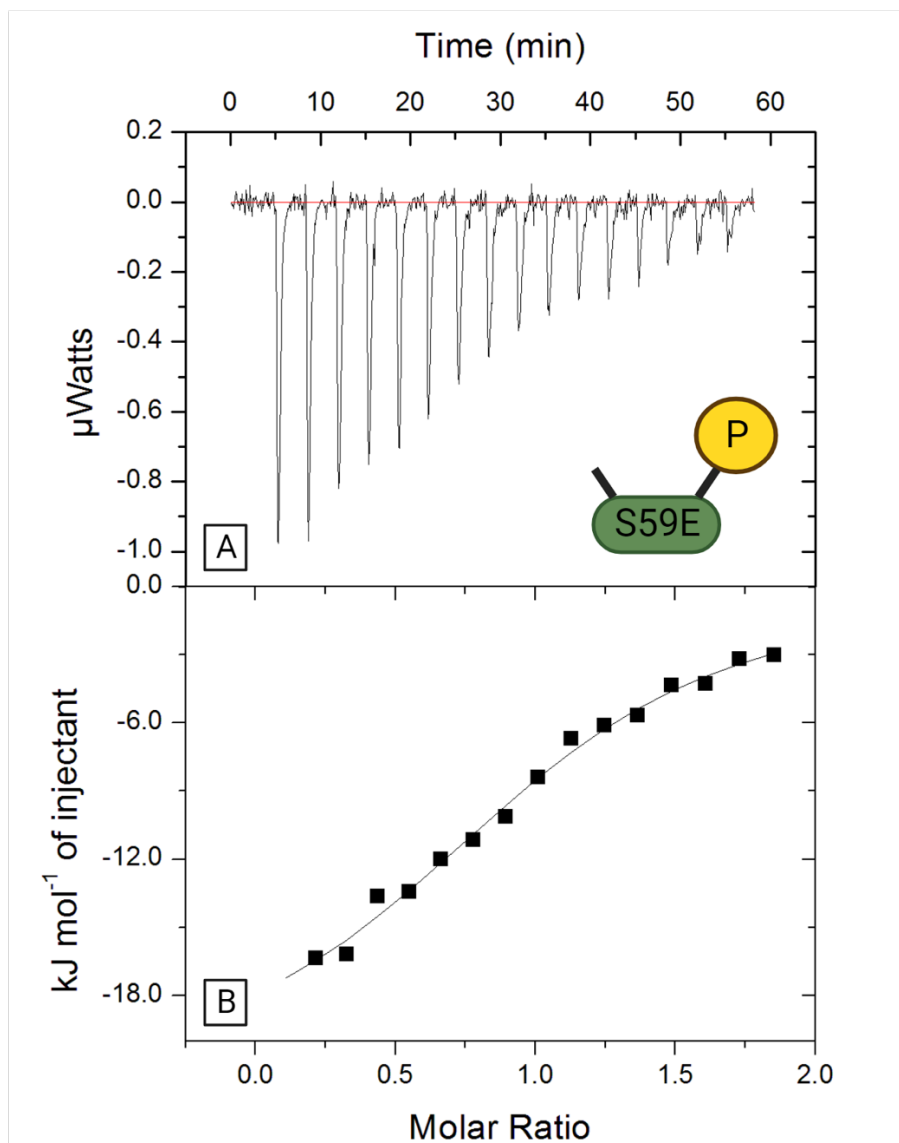 Time (min)
0 10 20 30 40 50 60
0.2
0.0
-0.2
-0.4
-0.6
-0.8
-1.0
µWatts
P
S59E
A
0.0
-6.0
-12.0
-18.0
kJ mol⁻¹ of injectant
B
0.0 0.5 1.0 1.5 2.0
Molar Ratio